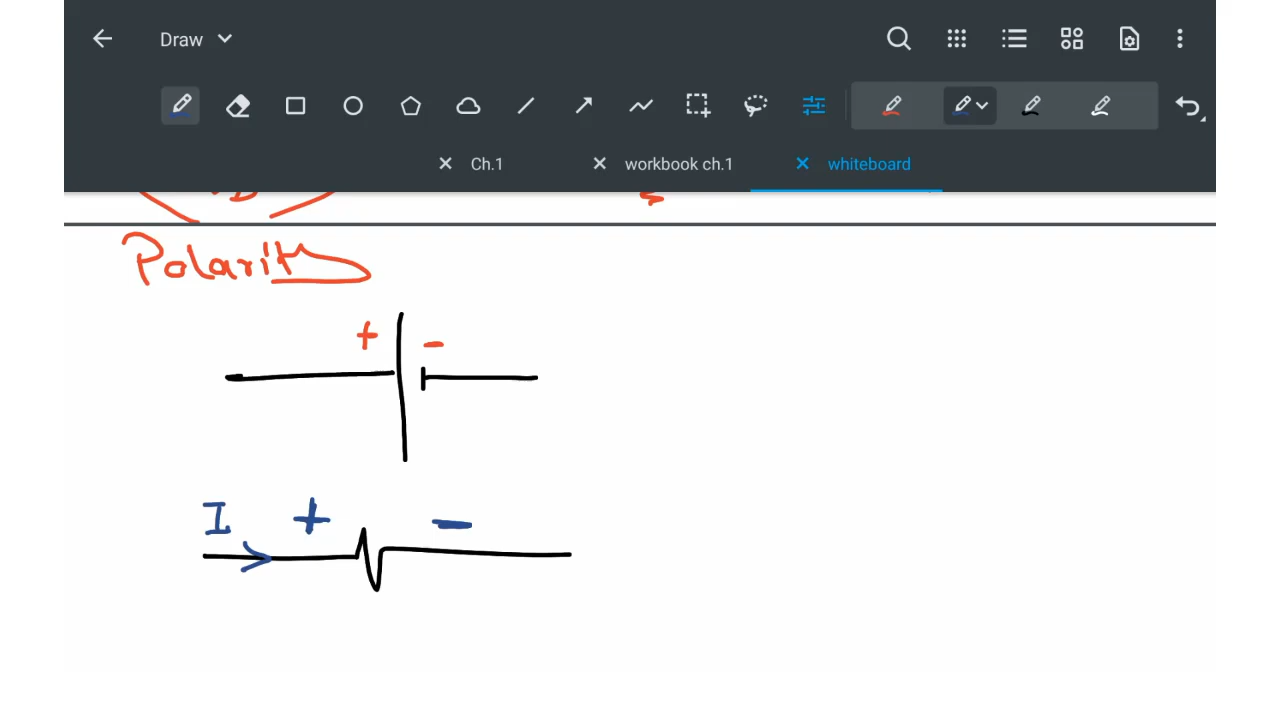 Draw
Ch.1
workbook ch.1
whiteboard
Polarity
+ -
I + -